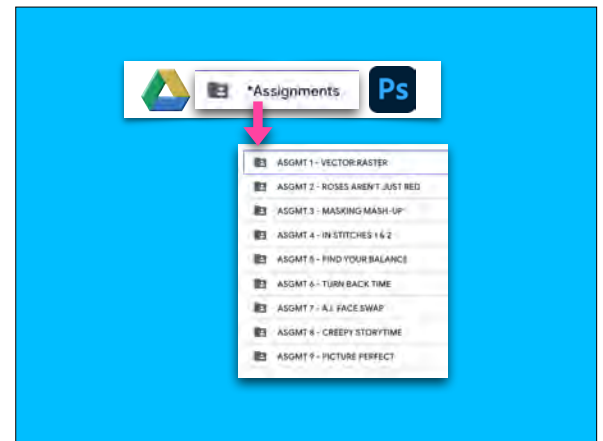 *Assignments
Ps
ASGMT 1 - VECTOR:RASTER
ASGMT 2 - ROSES AREN'T JUST RED
ASGMT 3 - MASKING MASH-UP
ASGMT 4 - IN STITCHES 1 & 2
ASGMT 5 - FIND YOUR BALANCE
ASGMT 6 - TURN BACK TIME
ASGMT 7 - A.I. FACE SWAP
ASGMT 8 - CREEPY STORYTIME
ASGMT 9 - PICTURE PERFECT